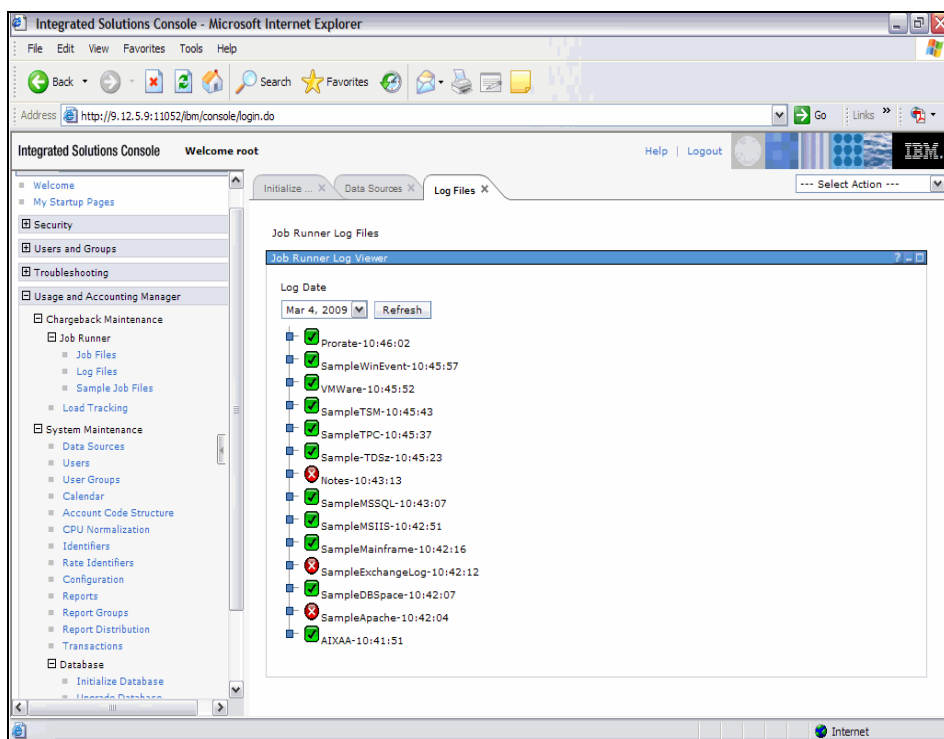 Integrated Solutions Console - Microsoft Internet Explorer
File Edit View Favorites Tools Help
Back Search Favorites
Address http://9.12.5.9:11052/ibm/console/login.do Go Links »
Integrated Solutions Console Welcome root Help | Logout IBM.
Welcome
My Startup Pages
Security
Users and Groups
Troubleshooting
Usage and Accounting Manager
Chargeback Maintenance
Job Runner
Job Files
Log Files
Sample Job Files
Load Tracking
System Maintenance
Data Sources
Users
User Groups
Calendar
Account Code Structure
CPU Normalization
Identifiers
Rate Identifiers
Configuration
Reports
Report Groups
Report Distribution
Transactions
Database
Initialize Database
Upgrade Database
Initialize ... X Data Sources X Log Files X --- Select Action ---
Job Runner Log Files
Job Runner Log Viewer ?
Log Date
Mar 4, 2009 Refresh
Prorate-10:46:02
SampleWinEvent-10:45:57
VMWare-10:45:52
SampleTSM-10:45:43
SampleTPC-10:45:37
Sample-TDSz-10:45:23
Notes-10:43:13
SampleMSSQL-10:43:07
SampleMSIIS-10:42:51
SampleMainframe-10:42:16
SampleExchangeLog-10:42:12
SampleDBSpace-10:42:07
SampleApache-10:42:04
AIXAA-10:41:51
Internet